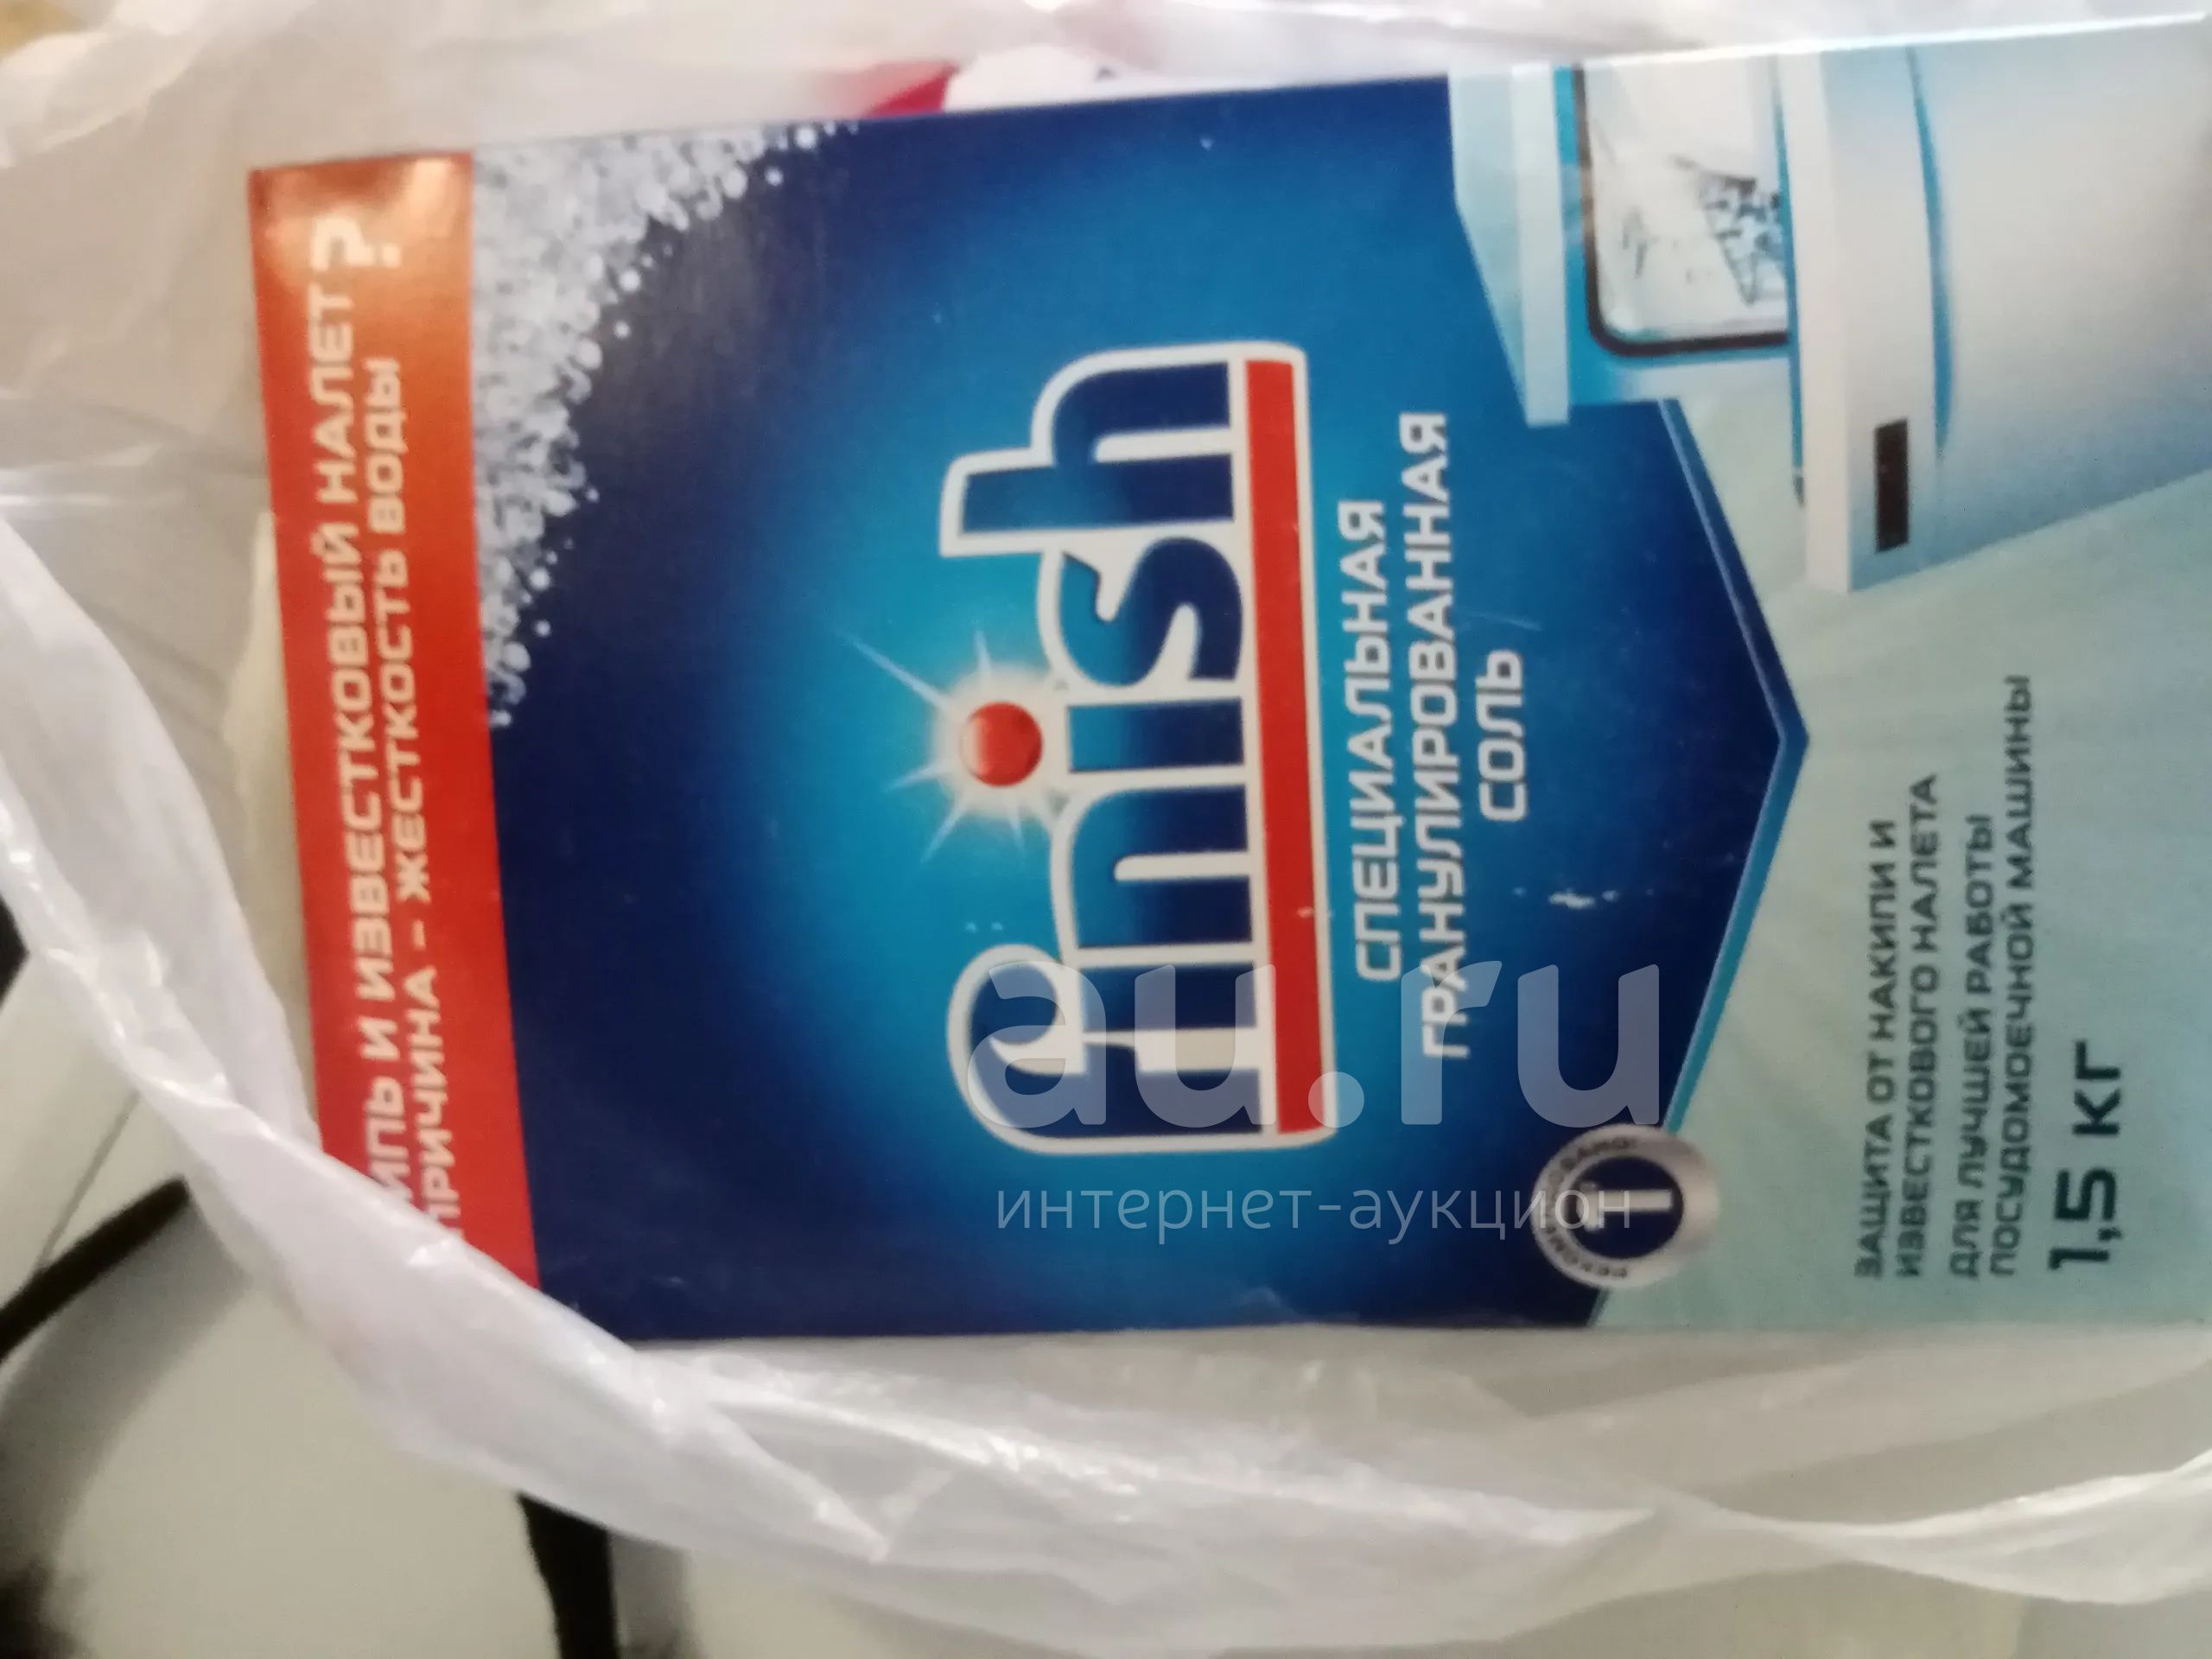 И ИЗВЕСТКОВЫЙ НАЛЕТ?
ПРИЧИНА - ЖЕСТКОСТЬ ВОДЫ
finish
СПЕЦИАЛЬНАЯ
ГРАНУЛИРОВАННАЯ
СОЛЬ
1
ЗАЩИТА ОТ НАКИПИ И
ИЗВЕСТКОВОГО НАЛЕТА
ДЛЯ ЛУЧШЕЙ РАБОТЫ
ПОСУДОМОЕЧНОЙ МАШИНЫ
1,5 КГ
au.ru
интернет-аукцион